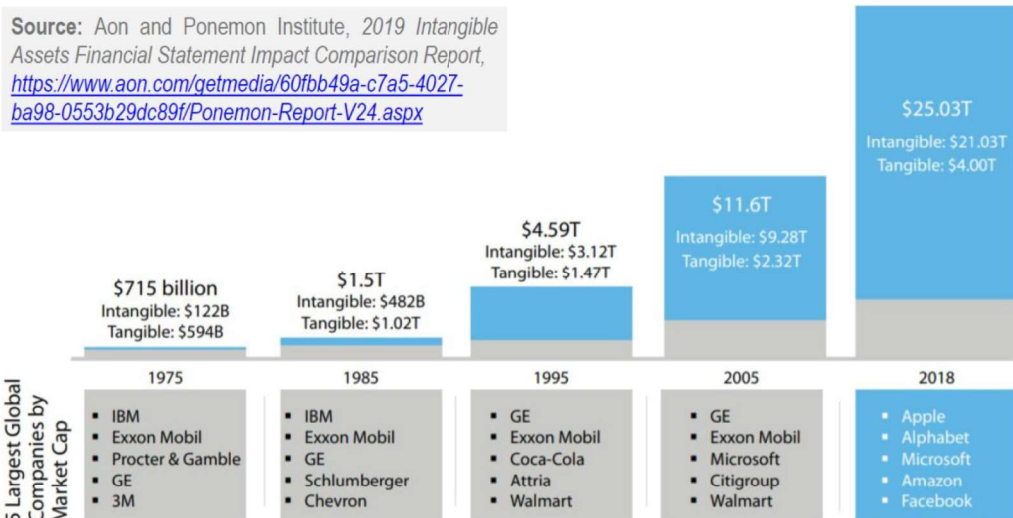 Source: Aon and Ponemon Institute, 2019 Intangible
Assets Financial Statement Impact Comparison Report,
https://www.aon.com/getmedia/60fbb49a-c7a5-4027-
ba98-0553b29dc89f/Ponemon-Report-V24.aspx
$715 billion
Intangible: $122B
Tangible: $594B
$1.5T
Intangible: $482B
Tangible: $1.02T
$4.59T
Intangible: $3.12T
Tangible: $1.47T
$11.6T
Intangible: $9.28T
Tangible: $2.32T
$25.03T
Intangible: $21.03T
Tangible: $4.00T
1975
1985
1995
2005
2018
5 Largest Global
Companies by
Market Cap
▪ IBM
▪ Exxon Mobil
▪ Procter & Gamble
▪ GE
▪ 3M
▪ IBM
▪ Exxon Mobil
▪ GE
▪ Schlumberger
▪ Chevron
▪ GE
▪ Exxon Mobil
▪ Coca-Cola
▪ Attria
▪ Walmart
▪ GE
▪ Exxon Mobil
▪ Microsoft
▪ Citigroup
▪ Walmart
▪ Apple
▪ Alphabet
▪ Microsoft
▪ Amazon
▪ Facebook